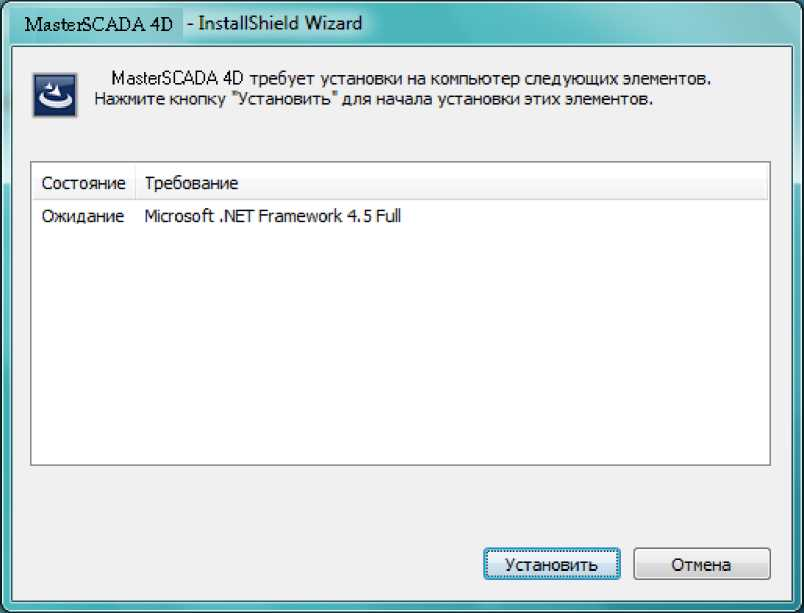 MasterSCADA 4D - InstallShield Wizard
MasterSCADA 4D требует установки на компьютер следующих элементов.
Нажмите кнопку "Установить" для начала установки этих элементов.
Состояние Требование
Ожидание Microsoft .NET Framework 4.5 Full
Установить Отмена